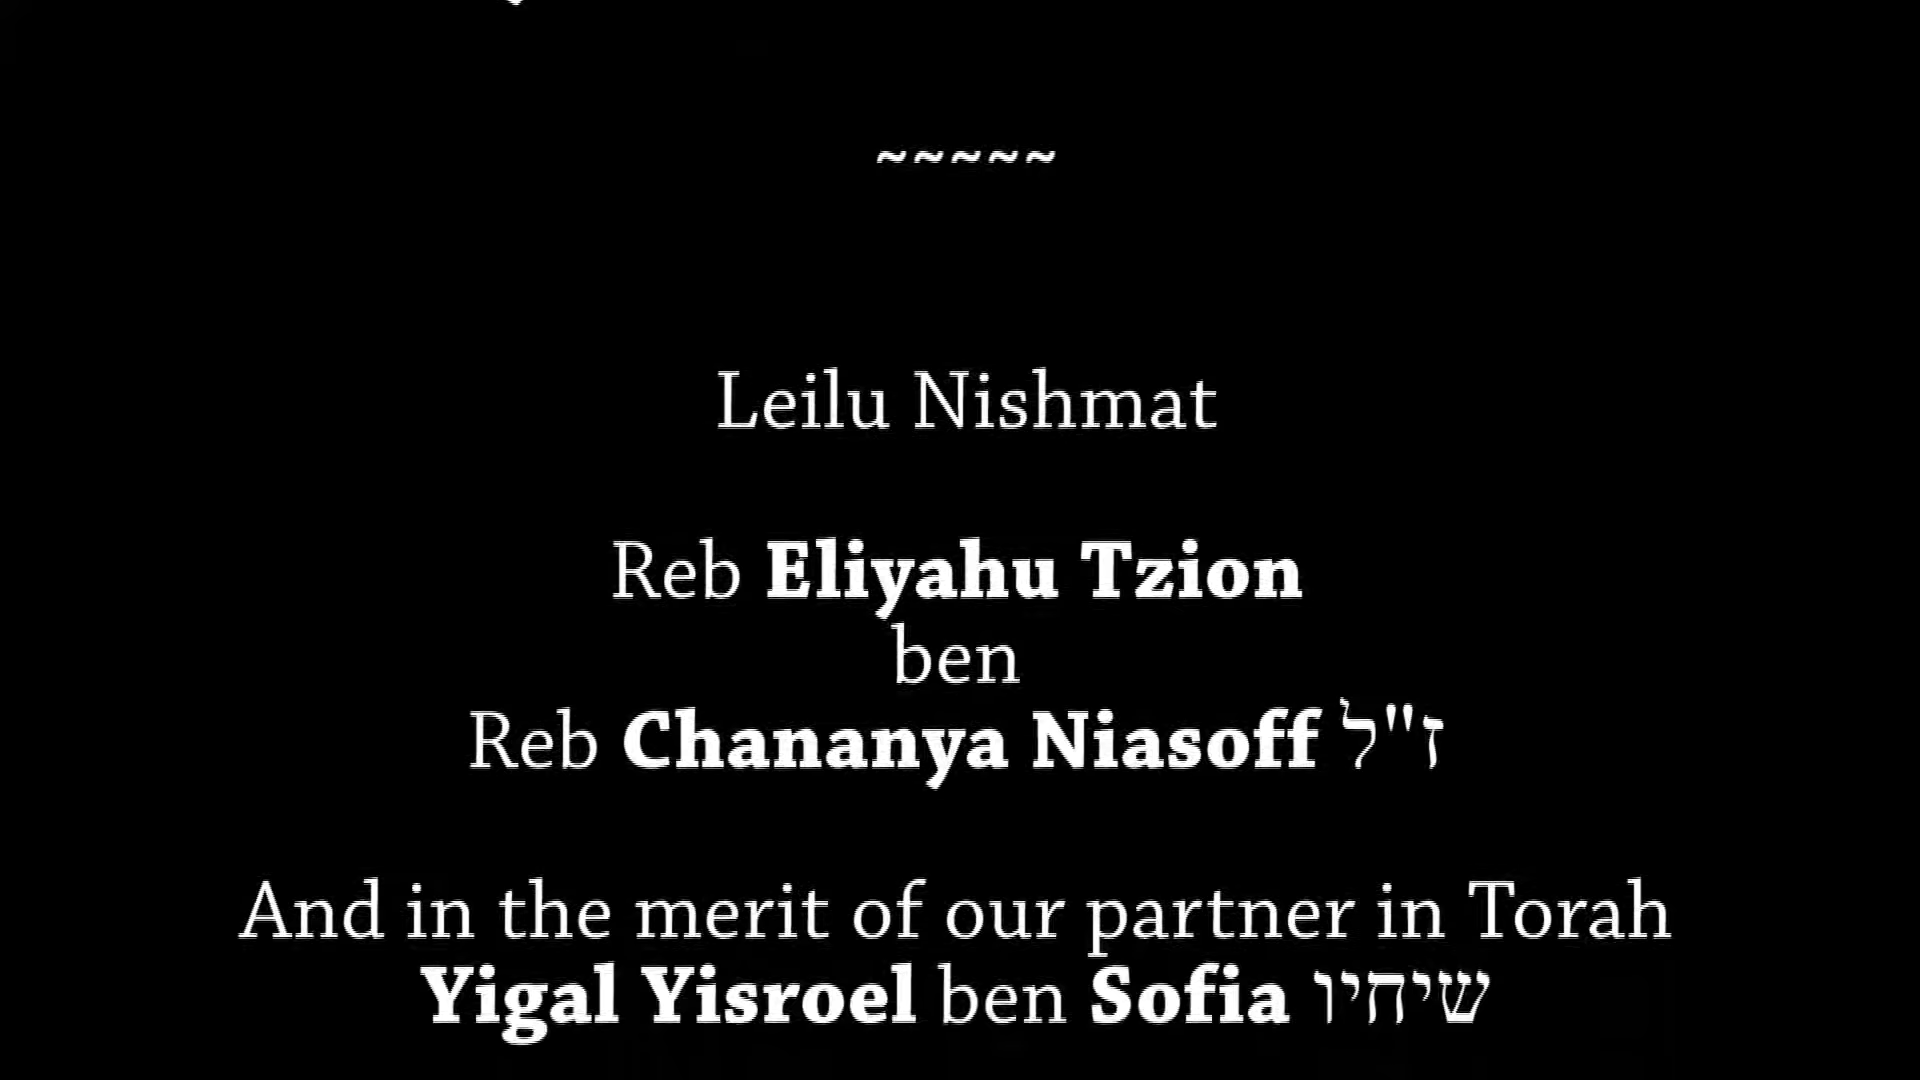 ~~~~~
Leilu Nishmat
Reb Eliyahu Tzion
ben
Reb Chananya Niasoff ז"ל
And in the merit of our partner in Torah
Yigal Yisroel ben Sofia שיחיו